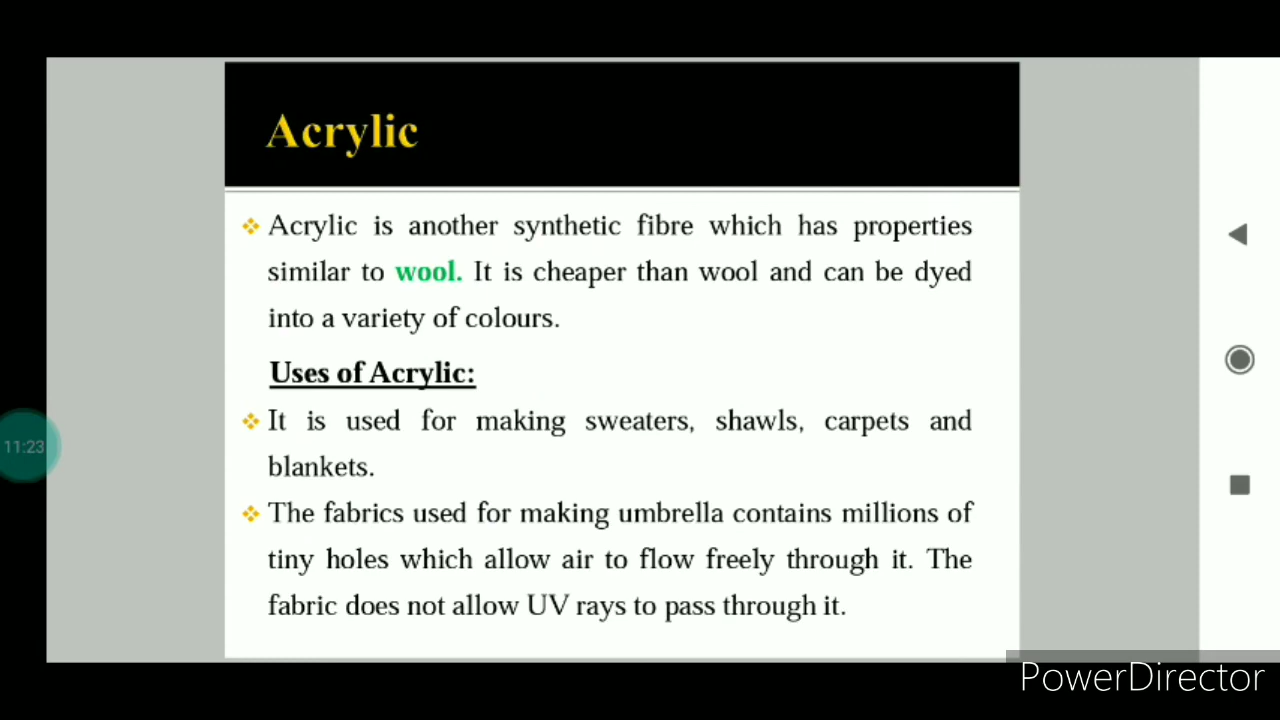 Acrylic
Acrylic is another synthetic fibre which has properties
similar to wool. It is cheaper than wool and can be dyed
into a variety of colours.
Uses of Acrylic:
It is used for making sweaters, shawls, carpets and
blankets.
The fabrics used for making umbrella contains millions of
tiny holes which allow air to flow freely through it. The
fabric does not allow UV rays to pass through it.
11:23
PowerDirector